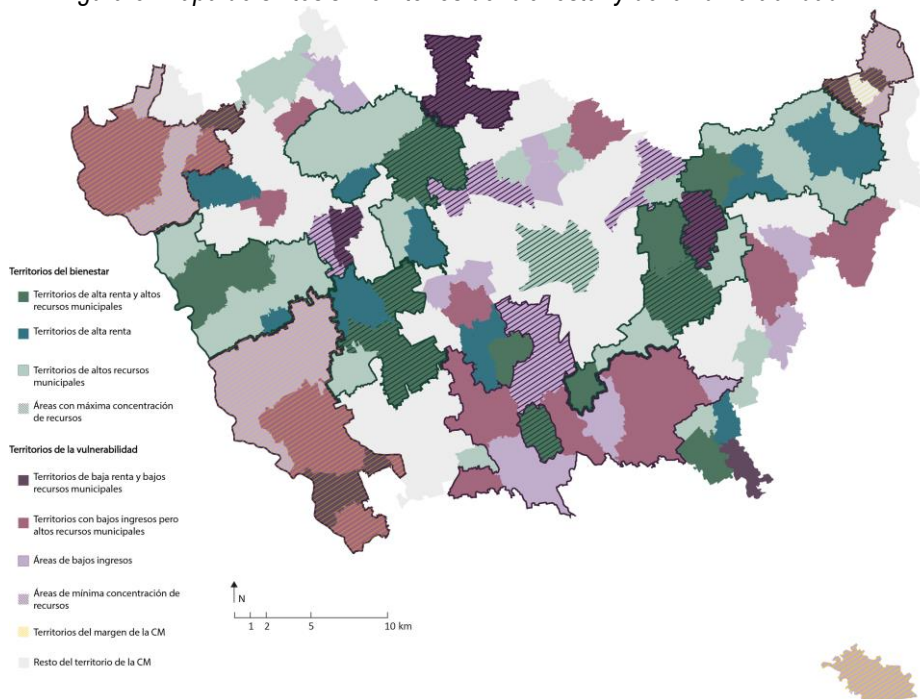 Territorios del bienestar
Territorios de alta renta y altos
recursos municipales
Territorios de alta renta
Territorios de altos recursos
municipales
Áreas con máxima concentración
de recursos
Territorios de la vulnerabilidad
Territorios de baja renta y bajos
recursos municipales
Territorios con bajos ingresos pero
altos recursos municipales
Áreas de bajos ingresos
Áreas de mínima concentración de
recursos
Territorios del margen de la CM
Resto del territorio de la CM
N
1 2 5 10 km